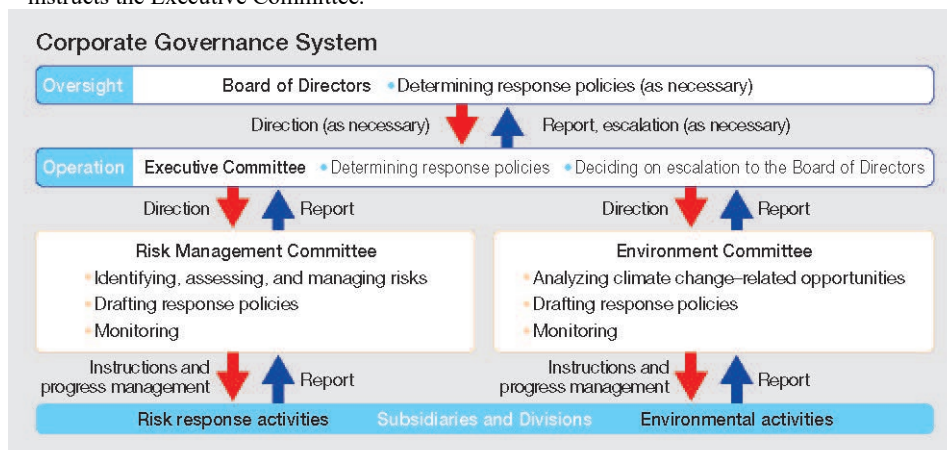 instructs the Executive Committee.
Corporate Governance System
Oversight Board of Directors •Determining response policies (as necessary)
Direction (as necessary) Report, escalation (as necessary)
Operation Executive Committee •Determining response policies •Deciding on escalation to the Board of Directors
Direction Report Direction Report
Risk Management Committee
•Identifying, assessing, and managing risks
•Drafting response policies
•Monitoring
Environment Committee
•Analyzing climate change–related opportunities
•Drafting response policies
•Monitoring
Instructions and
progress management Report
Instructions and
progress management Report
Risk response activities Subsidiaries and Divisions Environmental activities